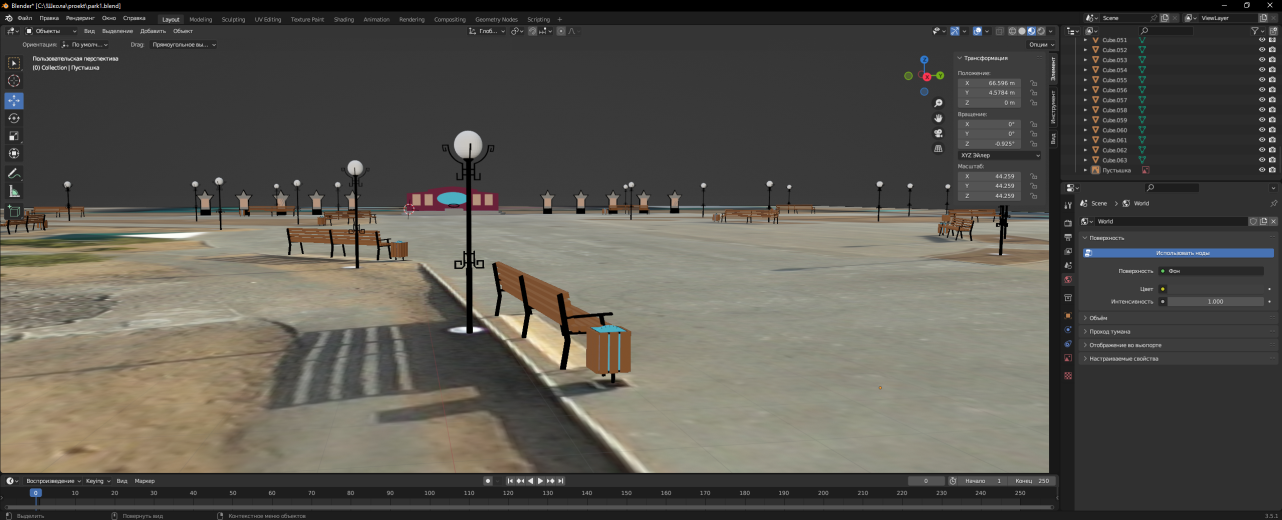 Blender* [C:\Школа\proekt\park1.blend]
Файл Правка Рендеринг Окно Справка Layout Modeling Sculpting UV Editing Texture Paint Shading Animation Rendering Compositing Geometry Nodes Scripting + Scene ViewLayer
Объекты Вид Выделение Добавить Объект Глоб...
Ориентация: По умолч... Drag: Прямоугольное вы... Опции
Пользовательская перспектива
(0) Collection | Пустышка
Трансформация
Положение:
X 66.596 m
Y 4.5784 m
Z 0 m
Вращение:
X 0°
Y 0°
Z -0.925°
XYZ Эйлер
Масштаб:
X 44.259
Y 44.259
Z 44.259
Элемент
Инструмент
Вид
Z
Y
X
Cube.051
Cube.052
Cube.053
Cube.054
Cube.055
Cube.056
Cube.057
Cube.058
Cube.059
Cube.060
Cube.061
Cube.062
Cube.063
Пустышка
Scene > World
World
Поверхность
Использовать ноды
Поверхность Фон
Цвет
Интенсивность 1.000
Объём
Проход тумана
Отображение во вьюпорте
Настраиваемые свойства
Воспроизведение Keying Вид Маркер 0 Начало 1 Конец 250
0 10 20 30 40 50 60 70 80 90 100 110 120 130 140 150 160 170 180 190 200 210 220 230 240 250
Выделить Повернуть вид Контекстное меню объектов 3.5.1